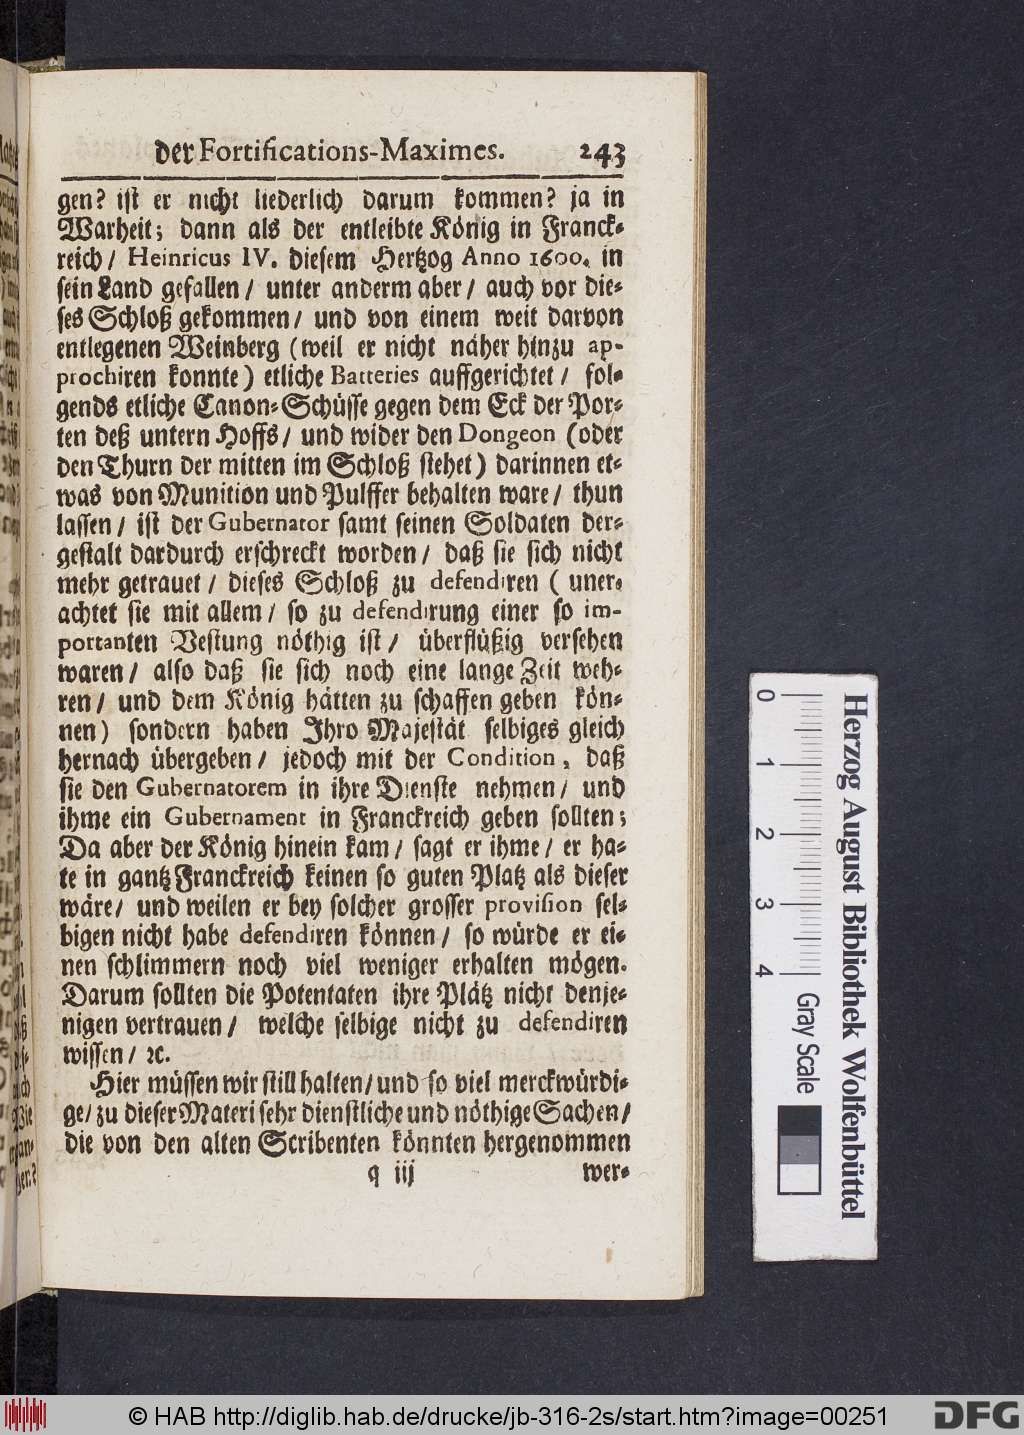 der Fortifications-Maximes. 243
gen? ist er nicht liederlich darum kommen? ja in
Warheit; dann als der entleibte König in Franck-
reich/ Heinricus IV. diesem Hertzog Anno 1600. in
sein Land gefallen/ unter anderm aber/ auch vor die-
ses Schloß gekommen/ und von einem weit darvon
entlegenen Weinberg (weil er nicht näher hinzu ap-
prochiren konnte) etliche Batteries auffgerichtet/ fol-
gends etliche Canon-Schüsse gegen dem Eck der Por-
ten deß untern Hoffs/ und wider den Dongeon (oder
den Thurn der mitten im Schloß stehet) darinnen et-
was von Munition und Pulffer behalten ware/ thun
lassen/ ist der Gubernator samt seinen Soldaten der-
gestalt dardurch erschreckt worden/ daß sie sich nicht
mehr getrauet/ dieses Schloß zu defendiren (uner-
achtet sie mit allem/ so zu defendirung einer so im-
portanten Vestung nöthig ist/ überflüßig versehen
waren/ also daß sie sich noch eine lange Zeit weh-
ren/ und dem König hätten zu schaffen geben kön-
nen) sondern haben Ihro Majestät selbiges gleich
hernach übergeben/ jedoch mit der Condition, daß
sie den Gubernatorem in ihre Dienste nehmen/ und
ihme ein Gubernament in Franckreich geben sollten;
Da aber der König hinein kam/ sagt er ihme/ er ha-
te in gantz Franckreich keinen so guten Platz als dieser
wäre/ und weilen er bey solcher grosser provision sel-
bigen nicht habe defendiren können/ so würde er ei-
nen schlimmern noch viel weniger erhalten mögen.
Darum sollten die Potentaten ihre Plätz nicht denje-
nigen vertrauen/ welche selbige nicht zu defendiren
wissen/ ꝛc.
Hier müssen wir still halten/ und so viel merckwürdi-
ge/ zu dieser Materi sehr dienstliche und nöthige Sachen/
die von den alten Scribenten könnten hergenommen
q iij wer-
0 1 2 3 4 Gray Scale
Herzog August Bibliothek Wolfenbüttel
© HAB http://diglib.hab.de/drucke/jb-316-2s/start.htm?image=00251
DFG